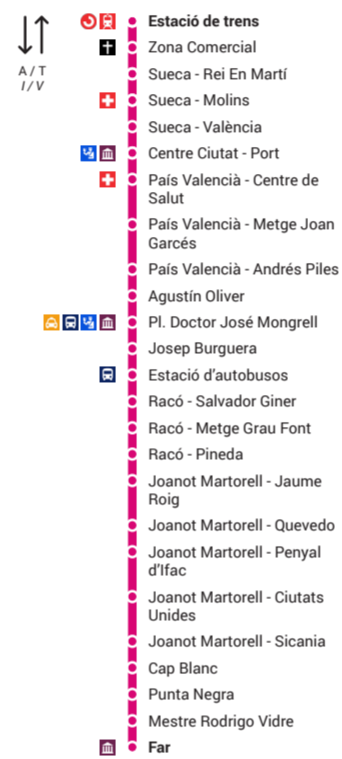 Estació de trens
Zona Comercial
A / T
I / V
Sueca - Rei En Martí
Sueca - Molins
Sueca - València
Centre Ciutat - Port
País Valencià - Centre de
Salut
País Valencià - Metge Joan
Garcés
País Valencià - Andrés Piles
Agustín Oliver
Pl. Doctor José Mongrell
Josep Burguera
Estació d'autobusos
Racó - Salvador Giner
Racó - Metge Grau Font
Racó - Pineda
Joanot Martorell - Jaume
Roig
Joanot Martorell - Quevedo
Joanot Martorell - Penyal
d'Ifac
Joanot Martorell - Ciutats
Unides
Joanot Martorell - Sicania
Cap Blanc
Punta Negra
Mestre Rodrigo Vidre
Far